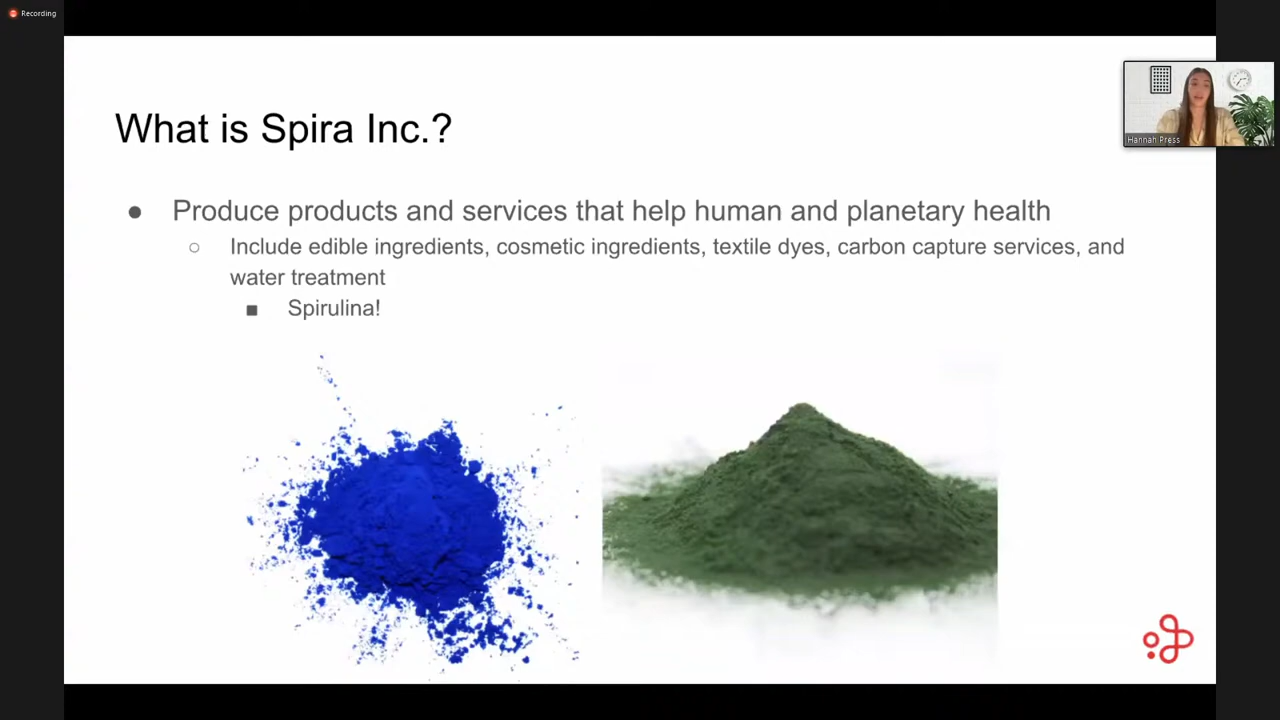 Recording
What is Spira Inc.?
Hannah Press
● Produce products and services that help human and planetary health
○ Include edible ingredients, cosmetic ingredients, textile dyes, carbon capture services, and
water treatment
■ Spirulina!